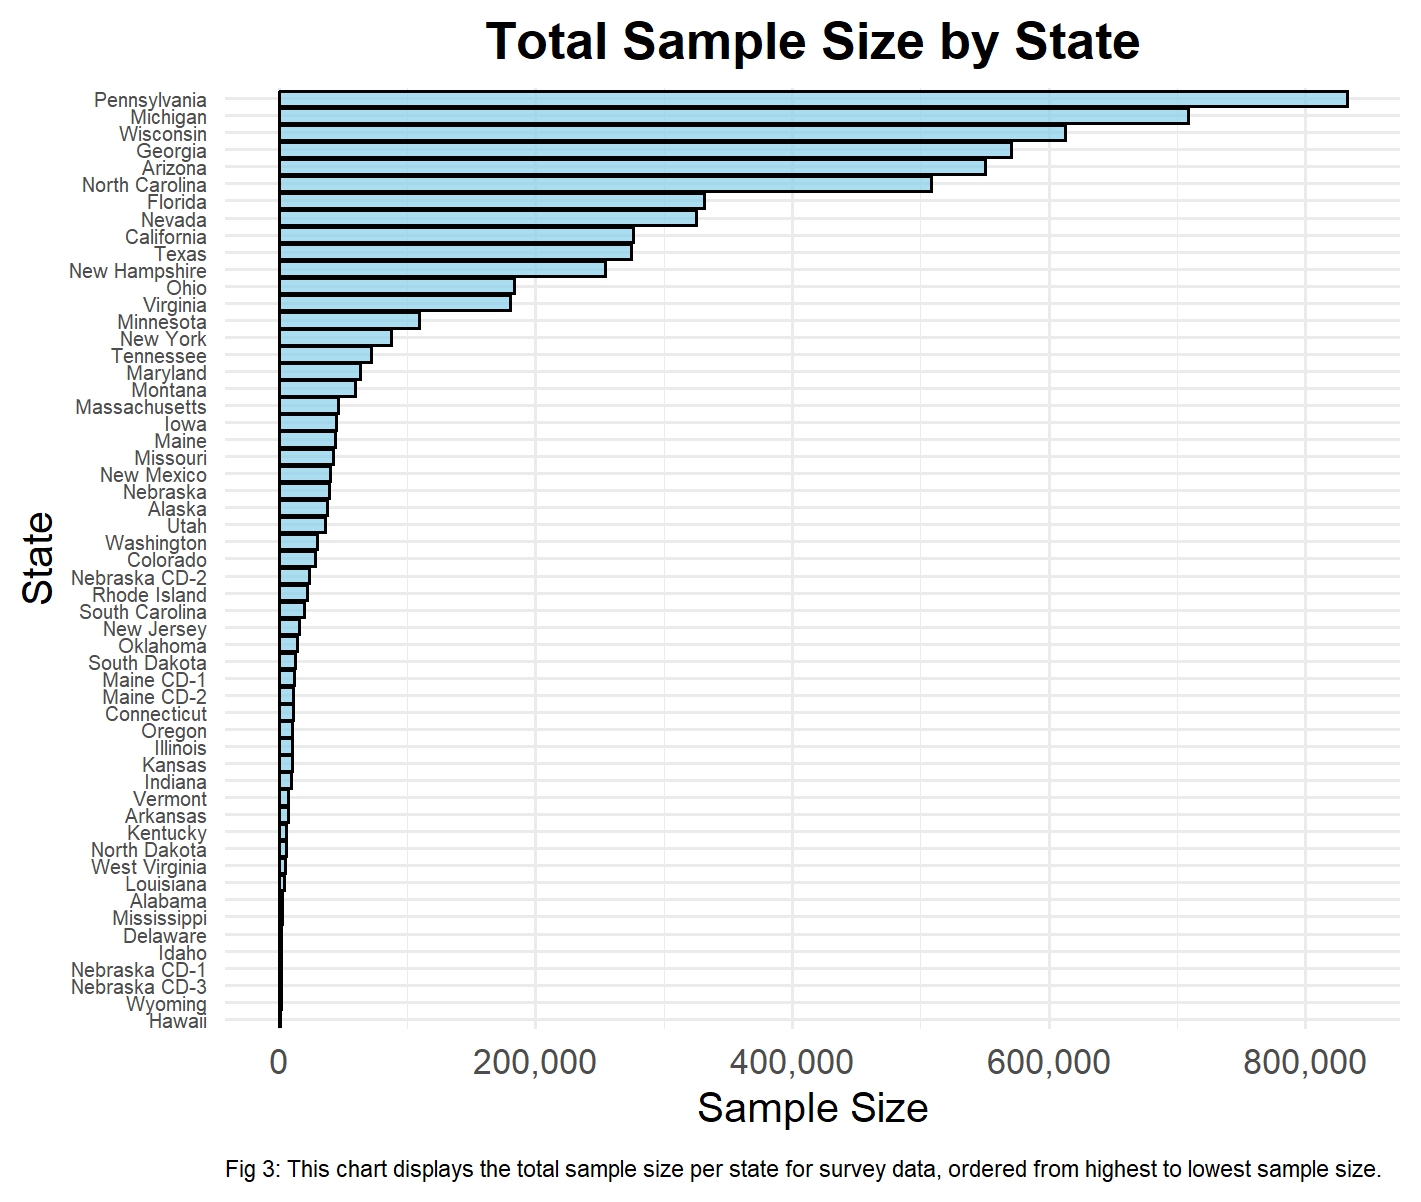 Total Sample Size by State
Pennsylvania
Michigan
Wisconsin
Georgia
Arizona
North Carolina
Florida
Nevada
California
Texas
New Hampshire
Ohio
Virginia
Minnesota
New York
Tennessee
Maryland
Montana
Massachusetts
Iowa
Maine
Missouri
New Mexico
Nebraska
Alaska
Utah
Washington
Colorado
Nebraska CD-2
Rhode Island
South Carolina
New Jersey
Oklahoma
South Dakota
Maine CD-1
Maine CD-2
Connecticut
Oregon
Illinois
Kansas
Indiana
Vermont
Arkansas
Kentucky
North Dakota
West Virginia
Louisiana
Alabama
Mississippi
Delaware
Idaho
Nebraska CD-1
Nebraska CD-3
Wyoming
Hawaii
State
0 200,000 400,000 600,000 800,000
Sample Size
Fig 3: This chart displays the total sample size per state for survey data, ordered from highest to lowest sample size.